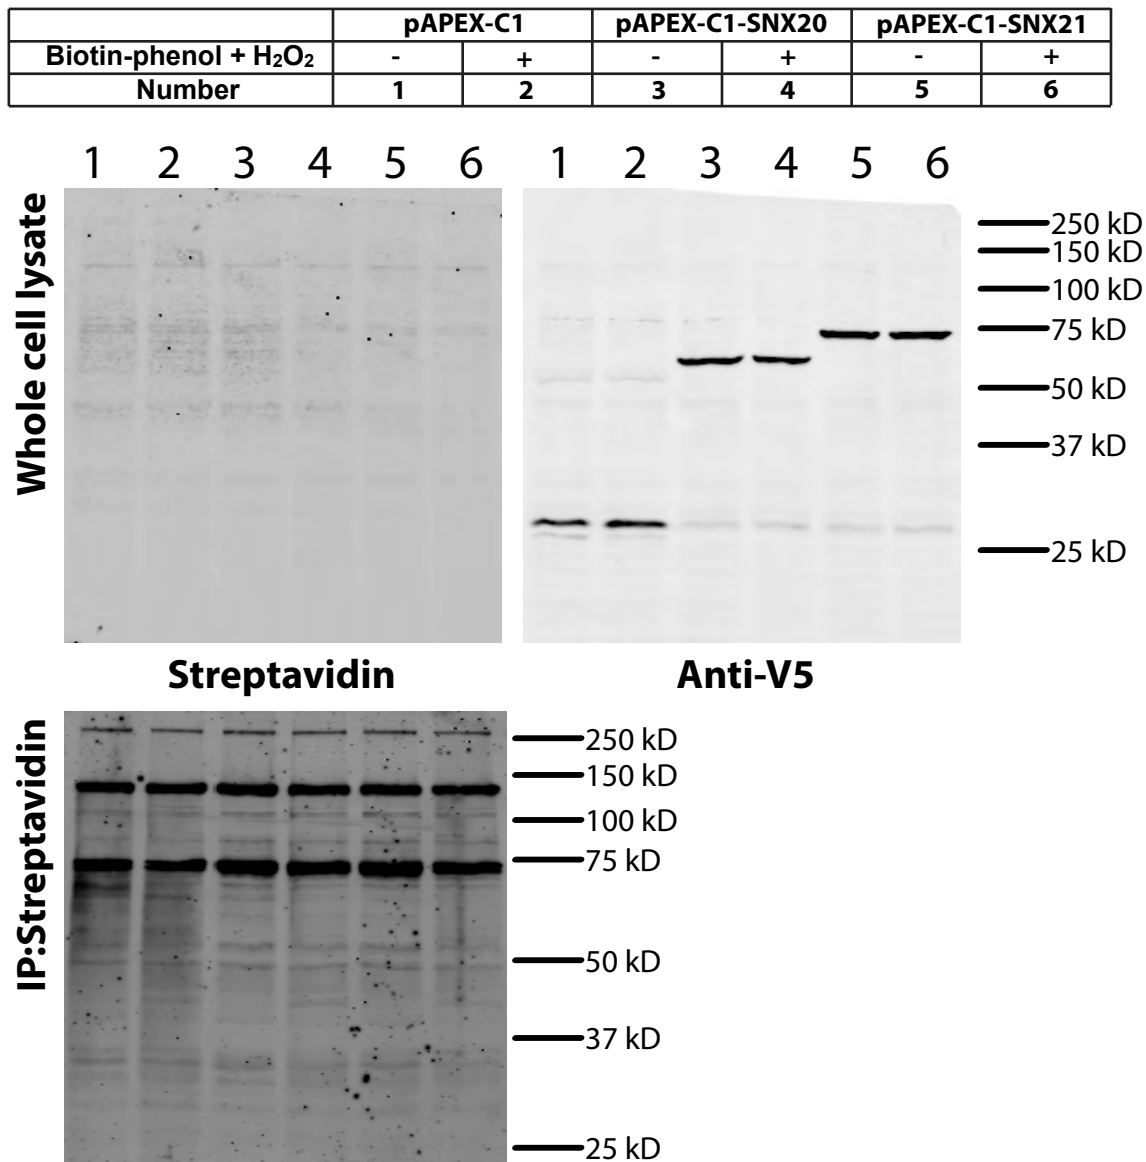 pAPEX-C1 pAPEX-C1-SNX20 pAPEX-C1-SNX21
Biotin-phenol + H₂O₂ - + - + - +
Number 1 2 3 4 5 6
1 2 3 4 5 6 1 2 3 4 5 6
Whole cell lysate
250 kD
150 kD
100 kD
75 kD
50 kD
37 kD
25 kD
Streptavidin Anti-V5
IP:Streptavidin
250 kD
150 kD
100 kD
75 kD
50 kD
37 kD
25 kD